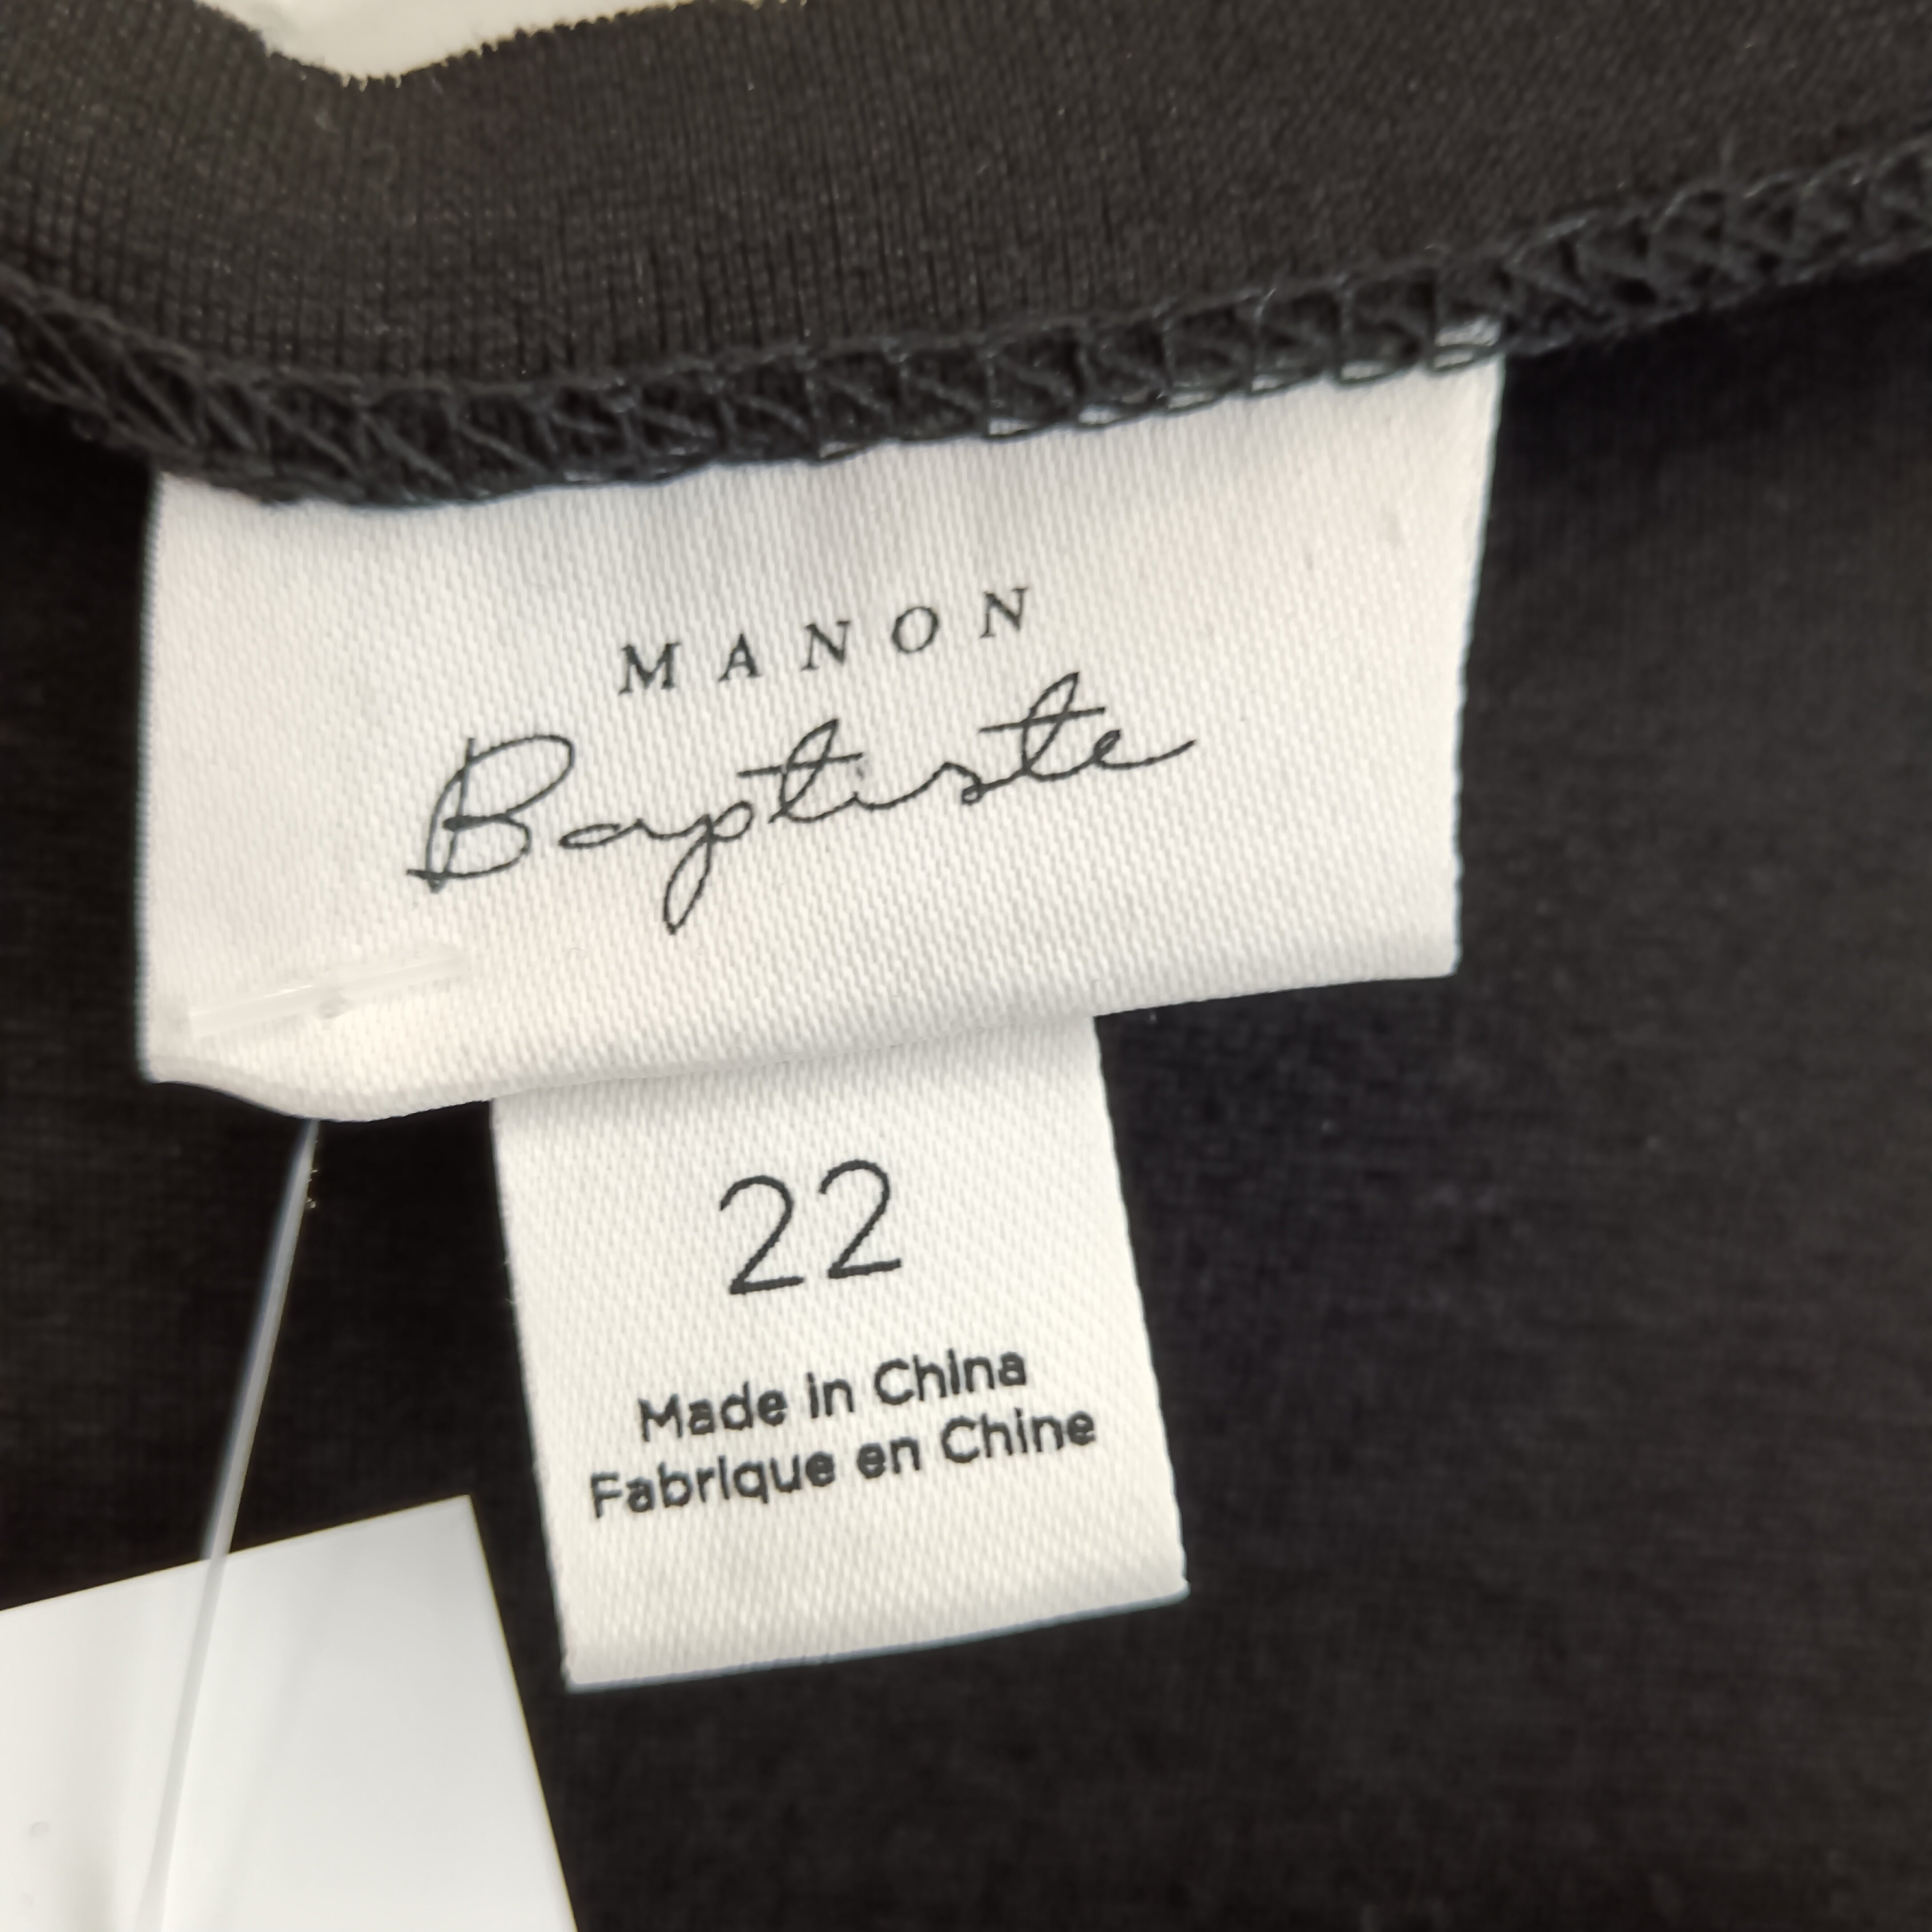 MANON
Baptiste
22
Made in China
Fabrique en Chine